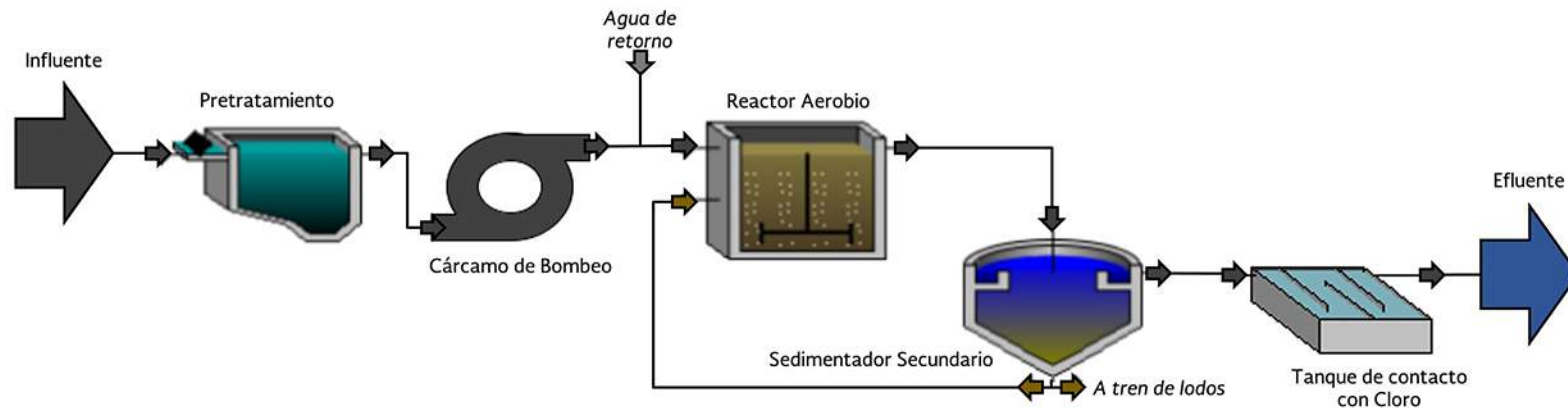 Influente
Pretratamiento
Cárcamo de Bombeo
Agua de
retorno
Reactor Aerobio
Sedimentador Secundario
A tren de lodos
Tanque de contacto
con Cloro
Efluente